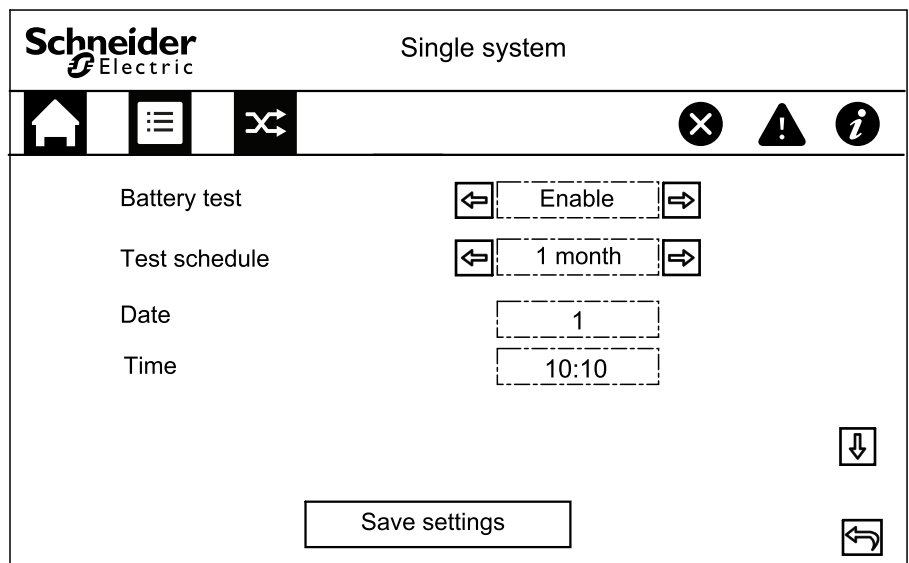 Schneider
Electric
Single system
Battery test Enable
Test schedule 1 month
Date 1
Time 10:10
Save settings